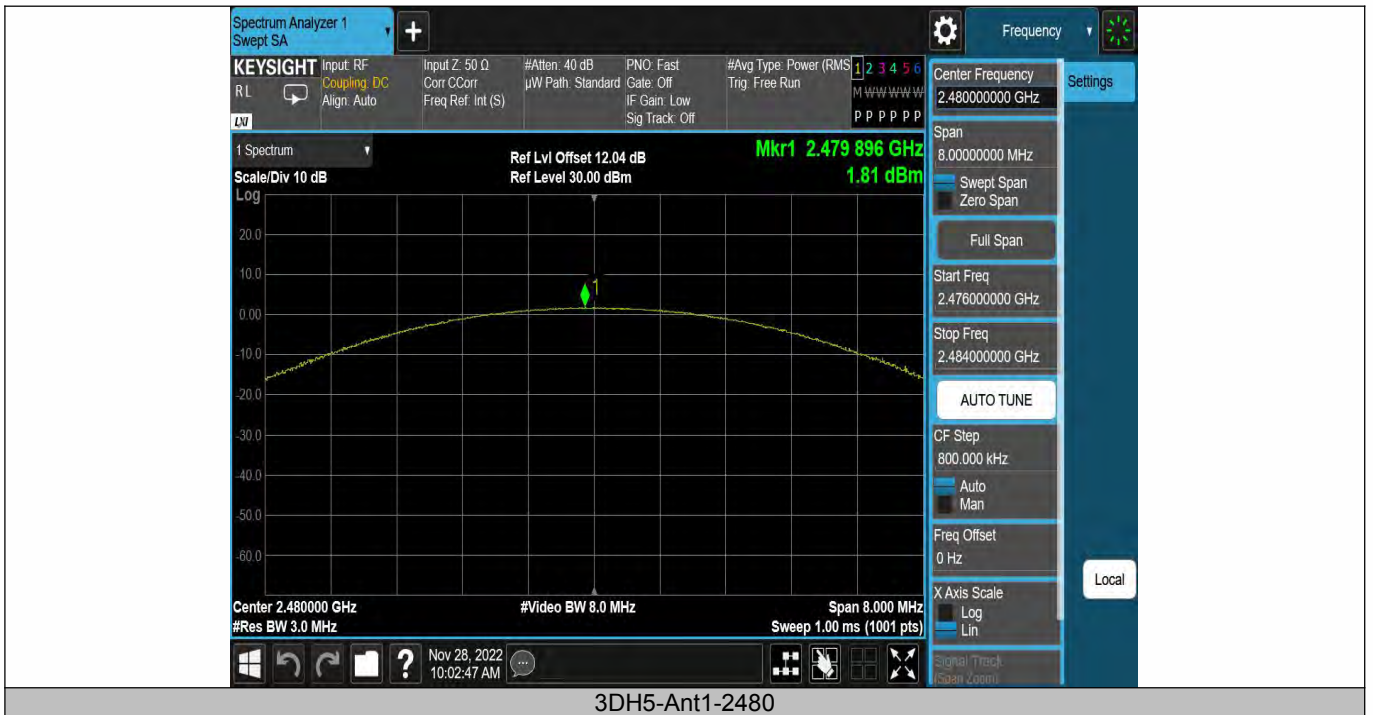 Spectrum Analyzer 1
Swept SA
+
Frequency
KEYSIGHT
RL
LXI
Input: RF
Coupling: DC
Align: Auto
Input Z: 50 Ω
Corr CCorr
Freq Ref: Int (S)
#Atten: 40 dB
µW Path: Standard
PNO: Fast
Gate: Off
IF Gain: Low
Sig Track: Off
#Avg Type: Power (RMS
Trig: Free Run
1 2 3 4 5 6
M W W W W W
P P P P P P
1 Spectrum
Scale/Div 10 dB
Ref Lvl Offset 12.04 dB
Ref Level 30.00 dBm
Mkr1 2.479 896 GHz
1.81 dBm
Log
20.0
10.0
0.00
-10.0
-20.0
-30.0
-40.0
-50.0
-60.0
1
Center 2.480000 GHz
#Res BW 3.0 MHz
#Video BW 8.0 MHz
Span 8.000 MHz
Sweep 1.00 ms (1001 pts)
Center Frequency
2.480000000 GHz
Settings
Span
8.00000000 MHz
Swept Span
Zero Span
Full Span
Start Freq
2.476000000 GHz
Stop Freq
2.484000000 GHz
AUTO TUNE
CF Step
800.000 kHz
Auto
Man
Freq Offset
0 Hz
X Axis Scale
Log
Lin
Signal Track
(Span Zoom)
Local
?
Nov 28, 2022
10:02:47 AM
3DH5-Ant1-2480